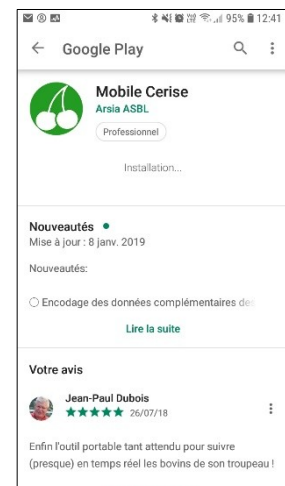 95% 12:41
Google Play
Mobile Cerise
Arsia ASBL
Professionnel
Installation...
Nouveautés
Mise à jour : 8 janv. 2019
Nouveautés:
Encodage des données complémentaires des
Lire la suite
Votre avis
Jean-Paul Dubois
26/07/18
Enfin l'outil portable tant attendu pour suivre
(presque) en temps réel les bovins de son troupeau !